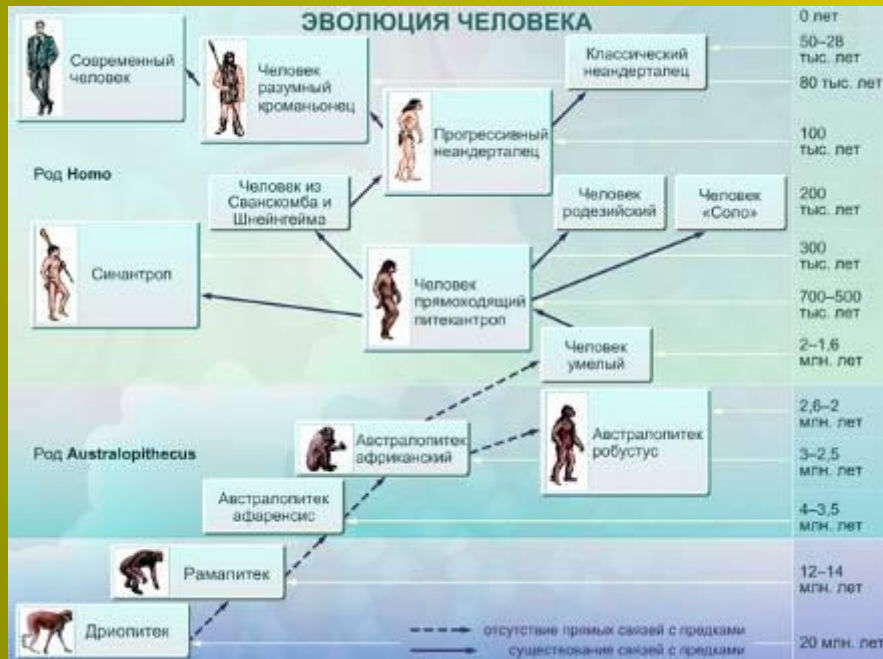 ЭВОЛЮЦИЯ ЧЕЛОВЕКА
0 лет
Современный
человек
Человек
разумный
кроманьонец
Классический
неандерталец
50–28
тыс. лет
80 тыс. лет
Прогрессивный
неандерталец
100
тыс. лет
Род Homo
Человек из
Сванскомба и
Шнейнгейма
Человек
родезийский
Человек
«Соло»
200
тыс. лет
Синантроп
Человек
прямоходящий
питекантроп
300
тыс. лет
700–500
тыс. лет
Человек
умелый
2–1,6
млн. лет
Род Australopithecus
Австралопитек
африканский
Австралопитек
робустус
2,6–2
млн. лет
3–2,5
млн. лет
Австралопитек
афаренсис
4–3,5
млн. лет
Рамапитек
12–14
млн. лет
Дриопитек
отсутствие прямых связей с предками
существования связей с предками
20 млн. лет